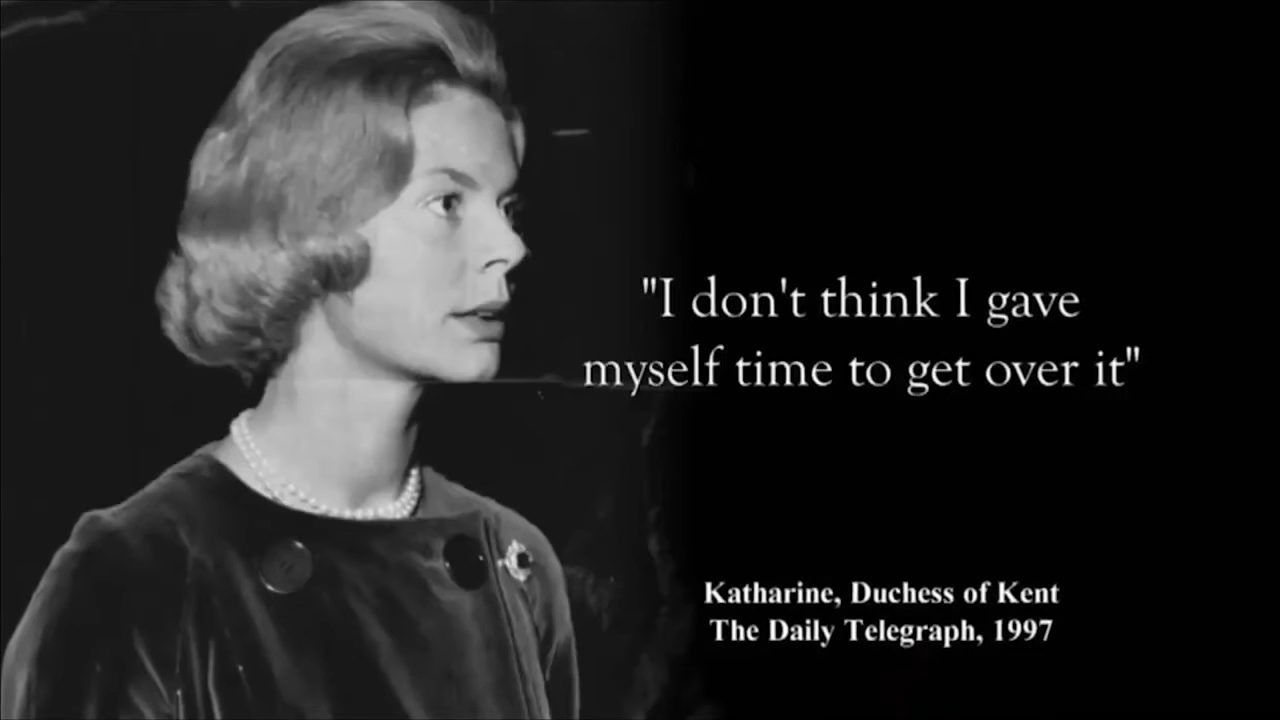 "I don't think I gave
myself time to get over it"
Katharine, Duchess of Kent
The Daily Telegraph, 1997